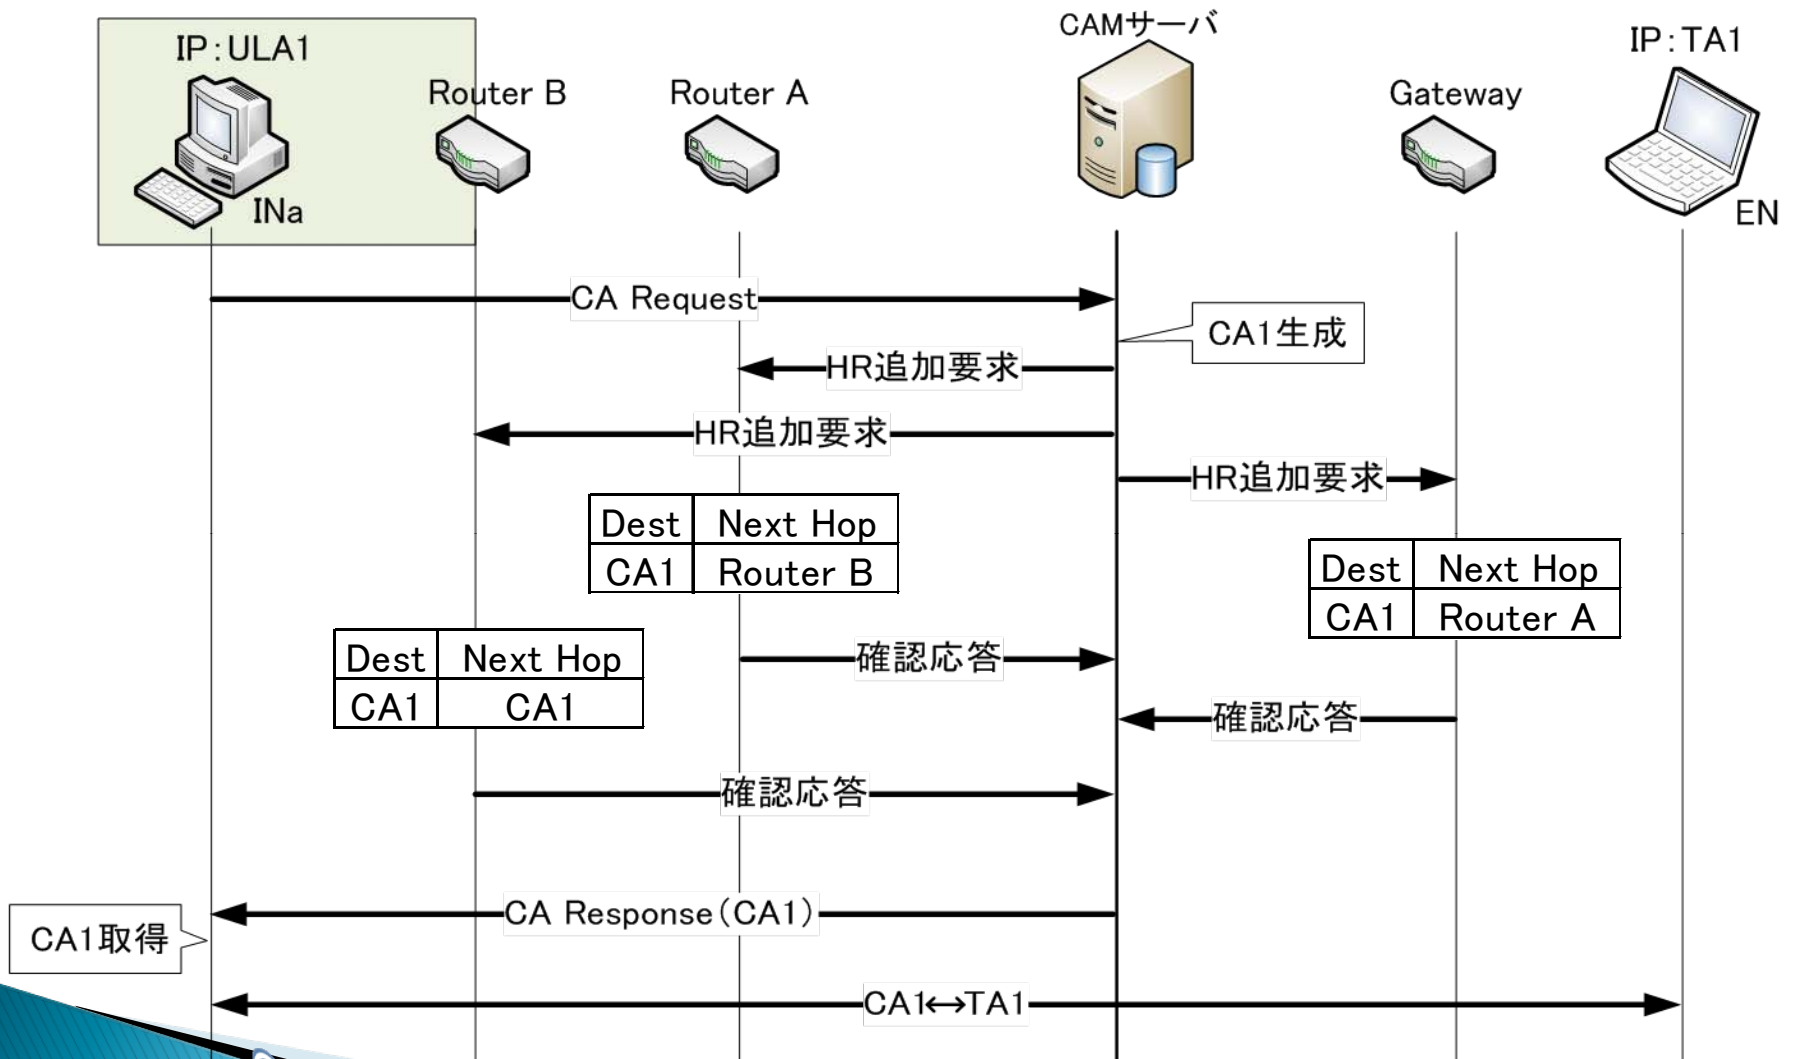 CAMサーバ
IP:ULA1
IP:TA1
Router B
Router A
Gateway
INa
EN
CA Request
CA1生成
HR追加要求
HR追加要求
HR追加要求
Dest Next Hop
CA1 Router B
Dest Next Hop
CA1 Router A
Dest Next Hop
CA1 CA1
確認応答
確認応答
確認応答
CA Response(CA1)
CA1取得
CA1↔TA1